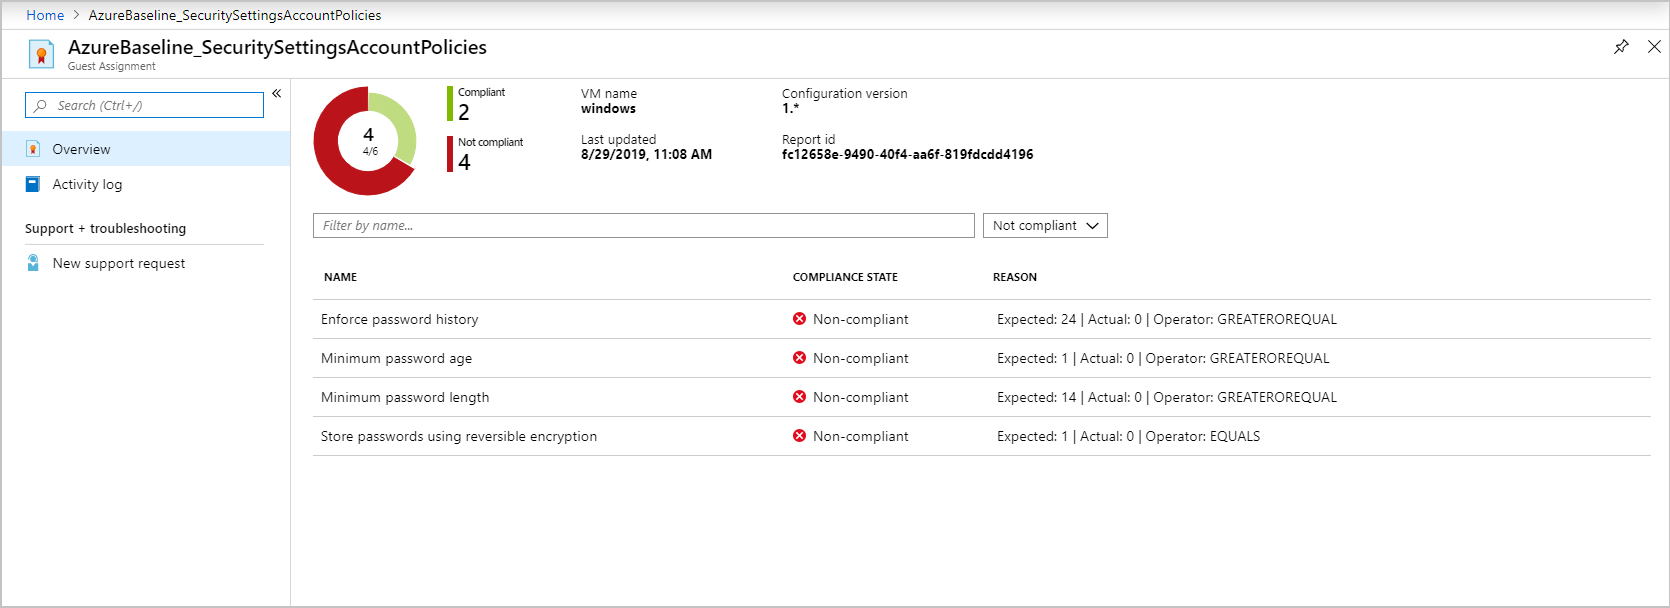 Home > AzureBaseline_SecuritySettingsAccountPolicies
AzureBaseline_SecuritySettingsAccountPolicies
Guest Assignment
Search (Ctrl+/)
«
Overview
Activity log
Support + troubleshooting
New support request
4
4/6
Compliant
2
Not compliant
4
VM name
windows
Last updated
8/29/2019, 11:08 AM
Configuration version
1.*
Report id
fc12658e-9490-40f4-aa6f-819fdcdd4196
Filter by name...
Not compliant
NAME COMPLIANCE STATE REASON
Enforce password history Non-compliant Expected: 24 | Actual: 0 | Operator: GREATEROREQUAL
Minimum password age Non-compliant Expected: 1 | Actual: 0 | Operator: GREATEROREQUAL
Minimum password length Non-compliant Expected: 14 | Actual: 0 | Operator: GREATEROREQUAL
Store passwords using reversible encryption Non-compliant Expected: 1 | Actual: 0 | Operator: EQUALS